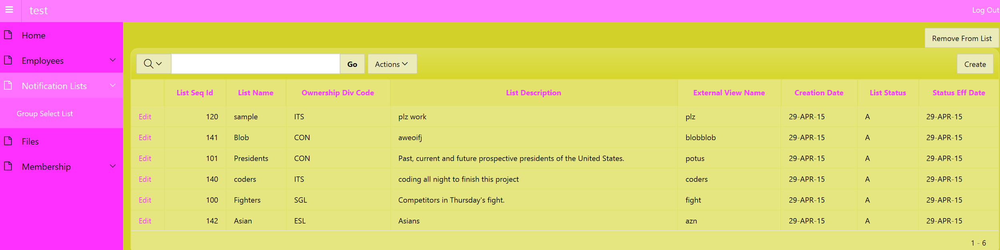 test Log Out
Home
Remove From List
Employees
Go Actions Create
Notification Lists
List Seq Id List Name Ownership Div Code List Description External View Name Creation Date List Status Status Eff Date
Group Select List
Edit 120 sample ITS plz work plz 29-APR-15 A 29-APR-15
Edit 141 Blob CON aweoifj blobblob 29-APR-15 A 29-APR-15
Files
Edit 101 Presidents CON Past, current and future prospective presidents of the United States. potus 29-APR-15 A 29-APR-15
Membership
Edit 140 coders ITS coding all night to finish this project coders 29-APR-15 A 29-APR-15
Edit 100 Fighters SGL Competitors in Thursday's fight. fight 29-APR-15 A 29-APR-15
Edit 142 Asian ESL Asians azn 29-APR-15 A 29-APR-15
1 - 6